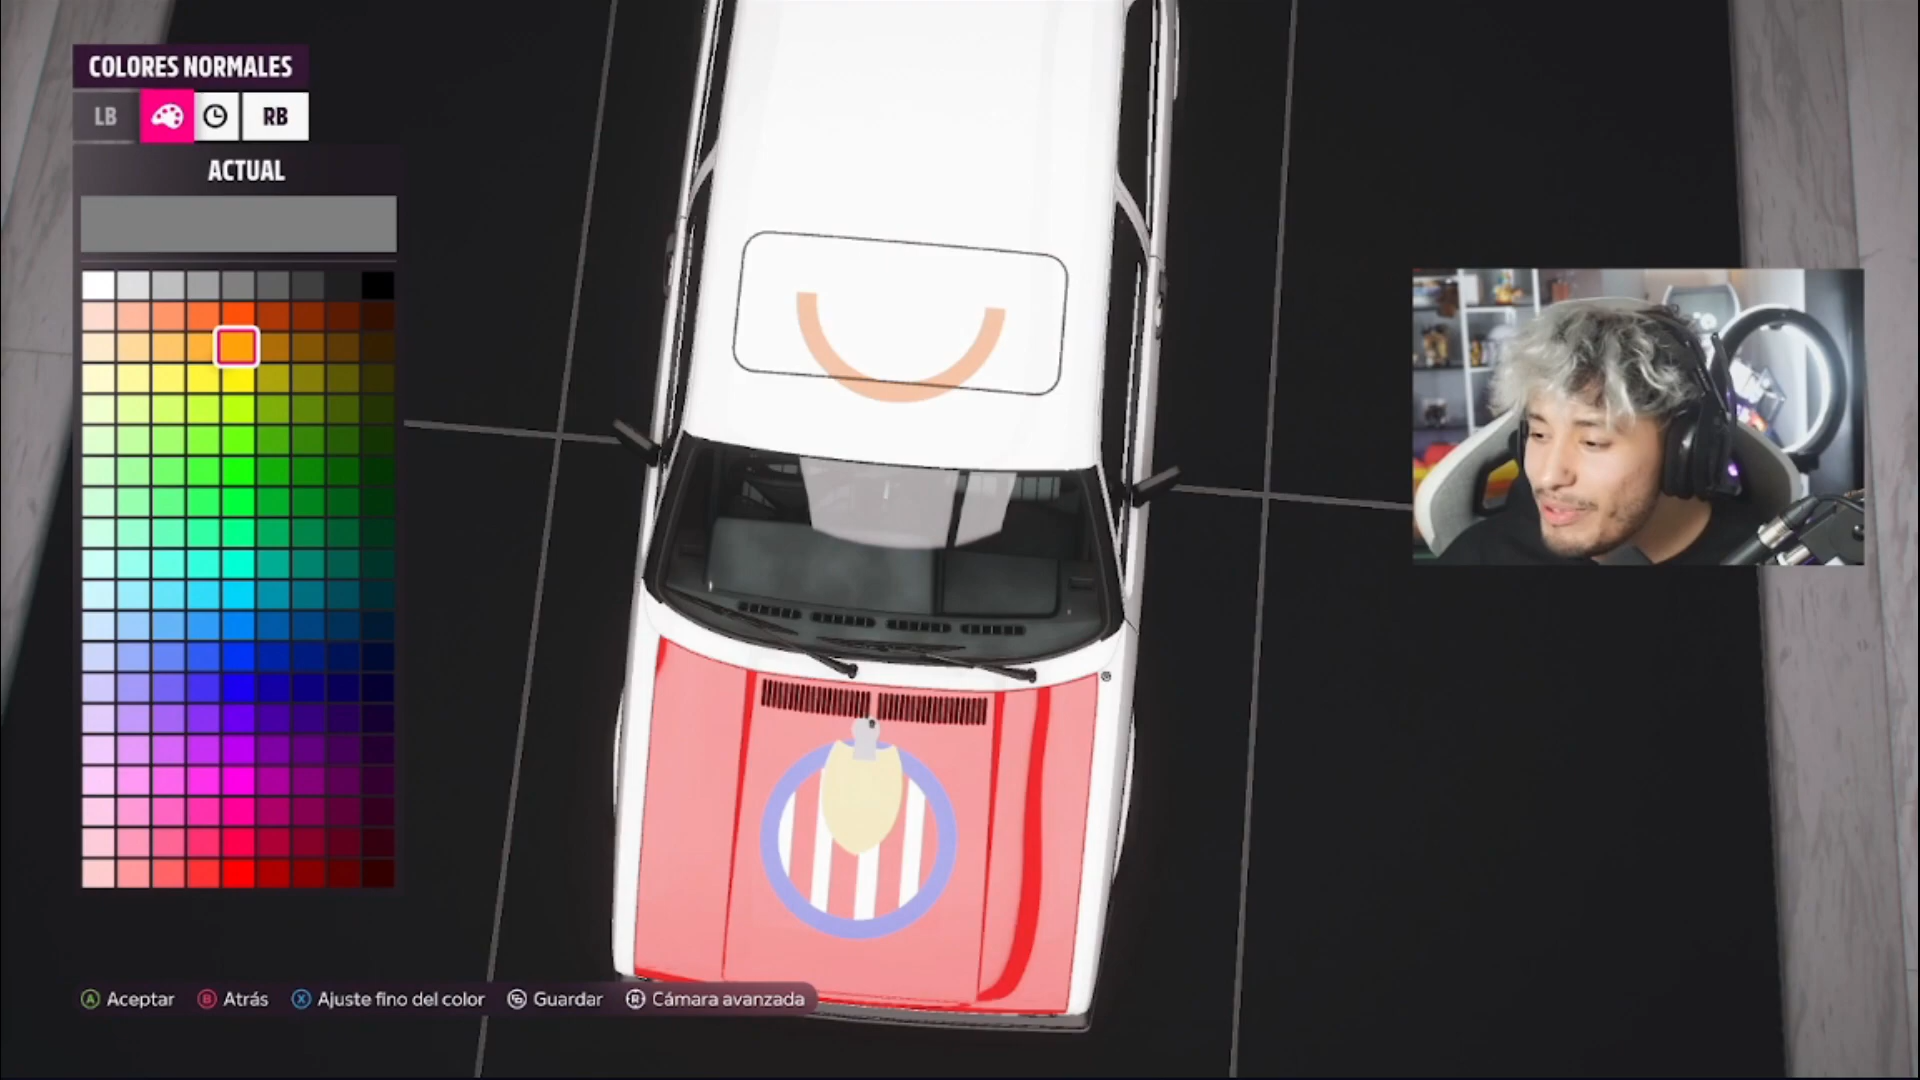 COLORES NORMALES
LB RB
ACTUAL
A Aceptar B Atrás X Ajuste fino del color Guardar R Cámara avanzada